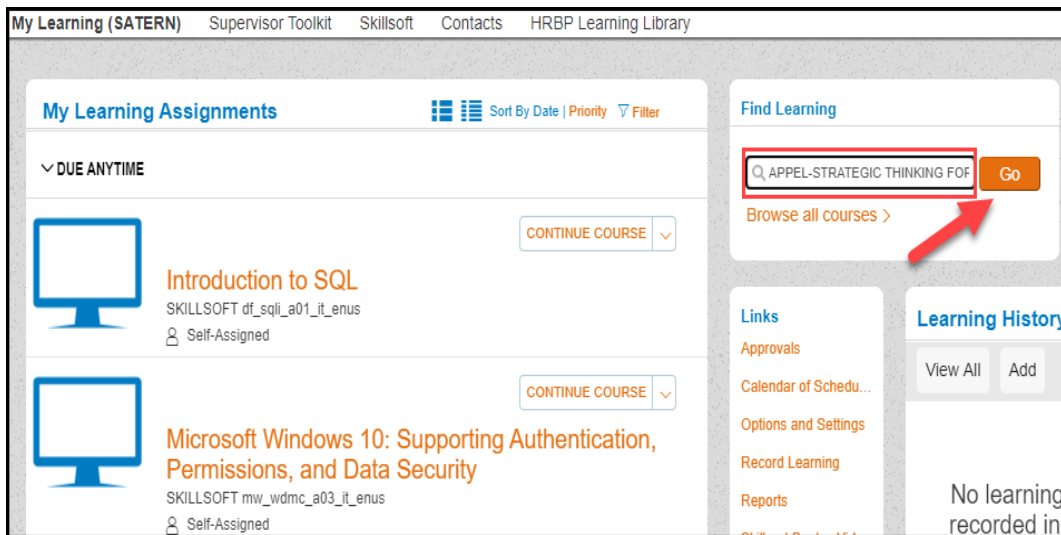 My Learning (SATERN) Supervisor Toolkit Skillsoft Contacts HRBP Learning Library
My Learning Assignments
Sort By Date | Priority Filter
DUE ANYTIME
CONTINUE COURSE
Introduction to SQL
SKILLSOFT df_sqli_a01_it_enus
Self-Assigned
CONTINUE COURSE
Microsoft Windows 10: Supporting Authentication,
Permissions, and Data Security
SKILLSOFT mw_wdmc_a03_it_enus
Self-Assigned
Find Learning
APPEL-STRATEGIC THINKING FOR
Go
Browse all courses >
Links
Approvals
Calendar of Schedu...
Options and Settings
Record Learning
Reports
Learning History
View All Add
No learning
recorded in